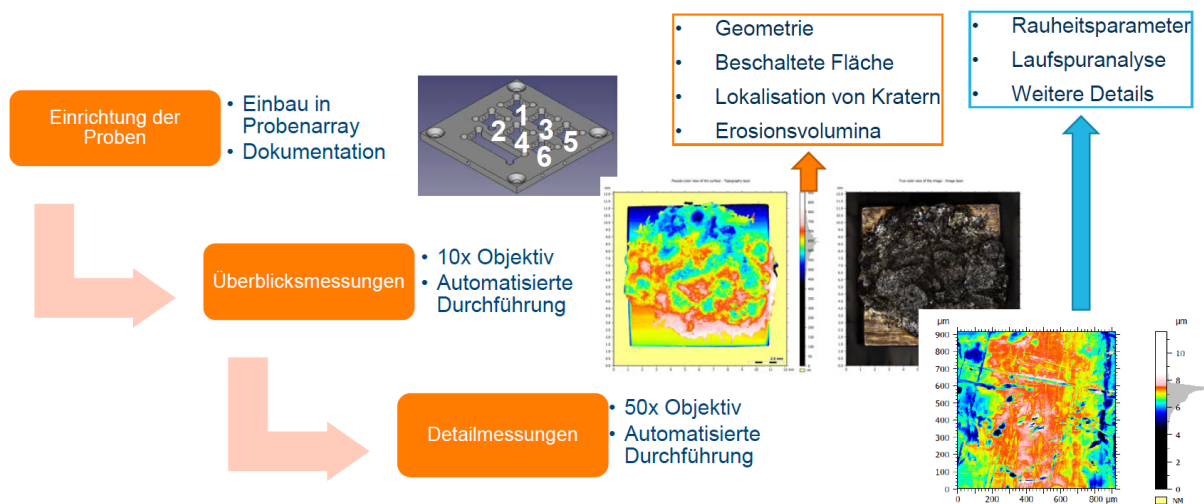 Einrichtung der
Proben
• Einbau in
Probenarray
• Dokumentation
1
2
3
4
5
6
• Geometrie
• Beschaltete Fläche
• Lokalisation von Kratern
• Erosionsvolumina
• Rauheitsparameter
• Laufspuranalyse
• Weitere Details
Überblicksmessungen
• 10x Objektiv
• Automatisierte
Durchführung
Detailmessungen
• 50x Objektiv
• Automatisierte
Durchführung
µm
900
800
700
600
500
400
300
200
100
0
0 200 400 600 800 µm
µm
10
8
6
4
2
0
NM